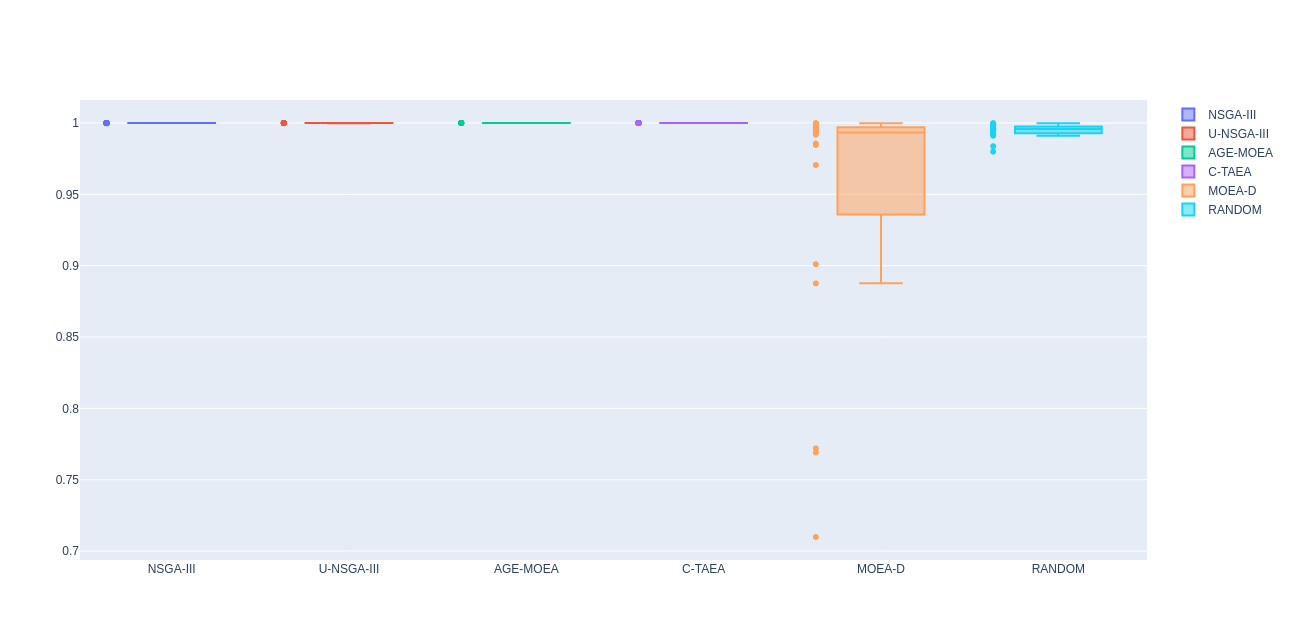 1
0.95
0.9
0.85
0.8
0.75
0.7
NSGA-III
U-NSGA-III
AGE-MOEA
C-TAEA
MOEA-D
RANDOM
NSGA-III
U-NSGA-III
AGE-MOEA
C-TAEA
MOEA-D
RANDOM